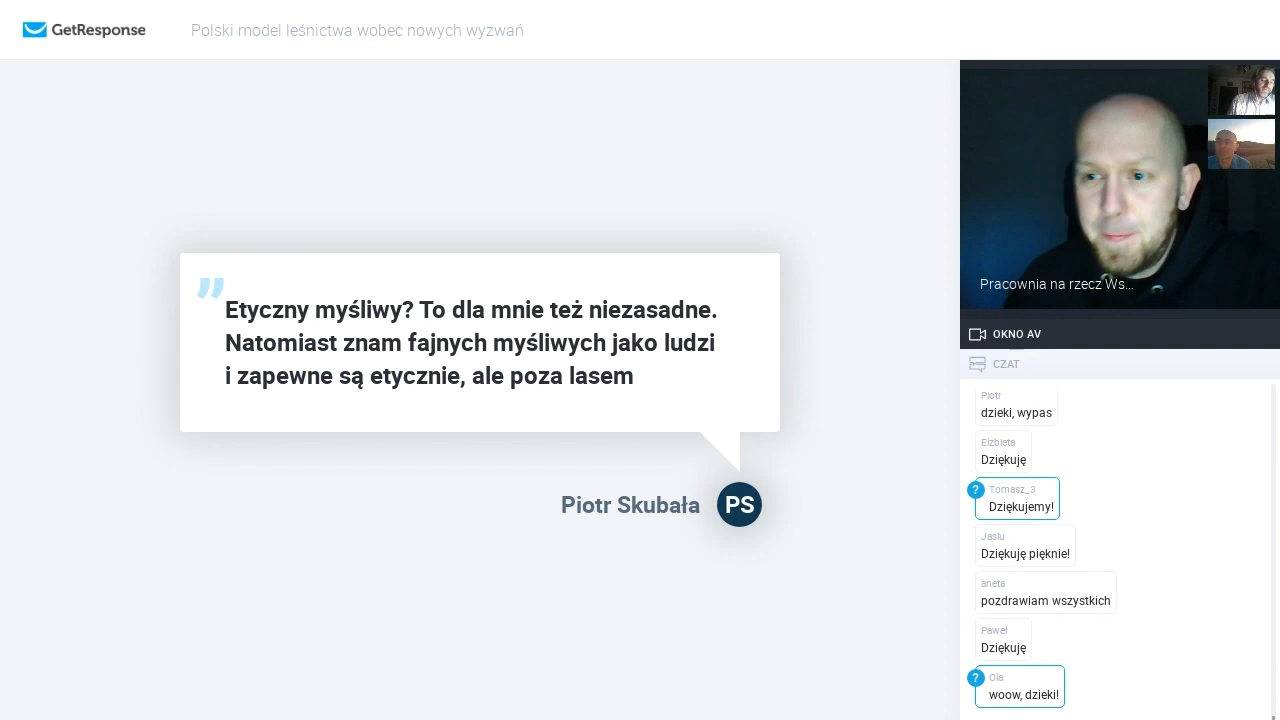 GetResponse
Polski model leśnictwa wobec nowych wyzwań
”
Etyczny myśliwy? To dla mnie też niezasadne.
Natomiast znam fajnych myśliwych jako ludzi
i zapewne są etycznie, ale poza lasem
Piotr Skubała
PS
Pracownia na rzecz Ws...
OKNO AV
CZAT
Piotr
dzieki, wypas
Elżbieta
Dziękuję
?
Tomasz_3
Dziękujemy!
Jasiu
Dziękuję pięknie!
aneta
pozdrawiam wszystkich
Paweł
Dziękuję
?
Ola
woow, dzieki!